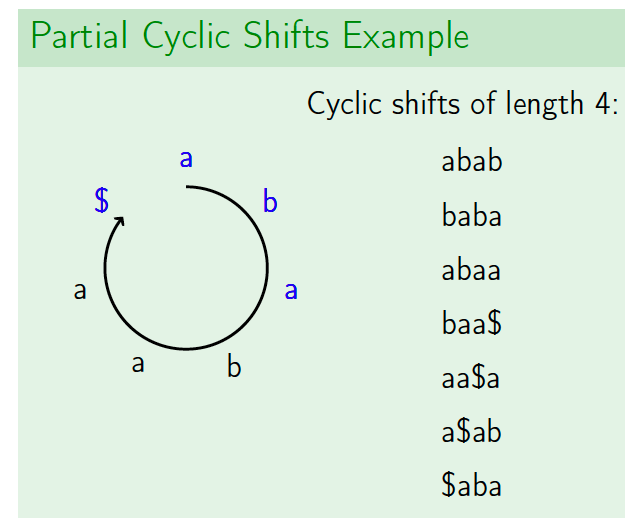 Partial Cyclic Shifts Example
Cyclic shifts of length 4:
a
$
b
a
a
a
b
abab
baba
abaa
baa$
aa$a
a$ab
$aba